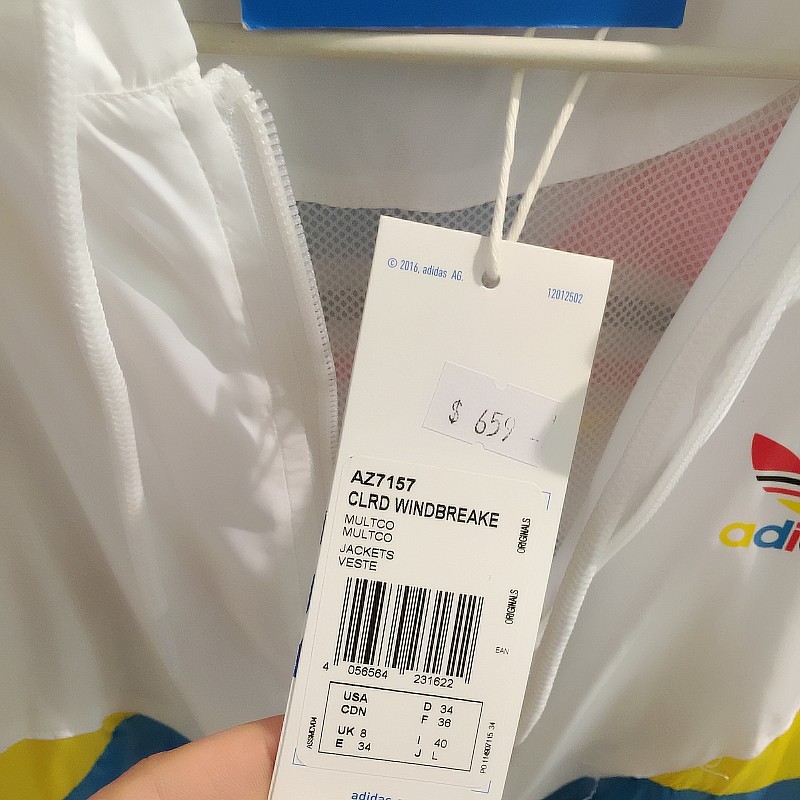 © 2016, adidas AG.
12012502
$ 659
AZ7157
CLRD WINDBREAKE
MULTCO
MULTCO
JACKETS
VESTE
ORIGINALS
ORIGINALS
EAN
4 056564 231622
USA
CDN
UK 8
E 34
D 34
F 36
I 40
J L
adidas
adi